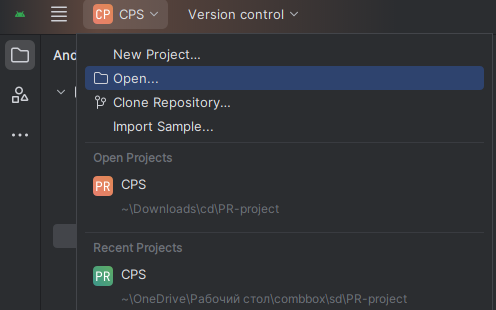 CP CPS Version control
And
New Project...
Open...
Clone Repository...
Import Sample...
Open Projects
PR CPS
~\Downloads\cd\PR-project
Recent Projects
PR CPS
~\OneDrive\Рабочий стол\combbox\sd\PR-project